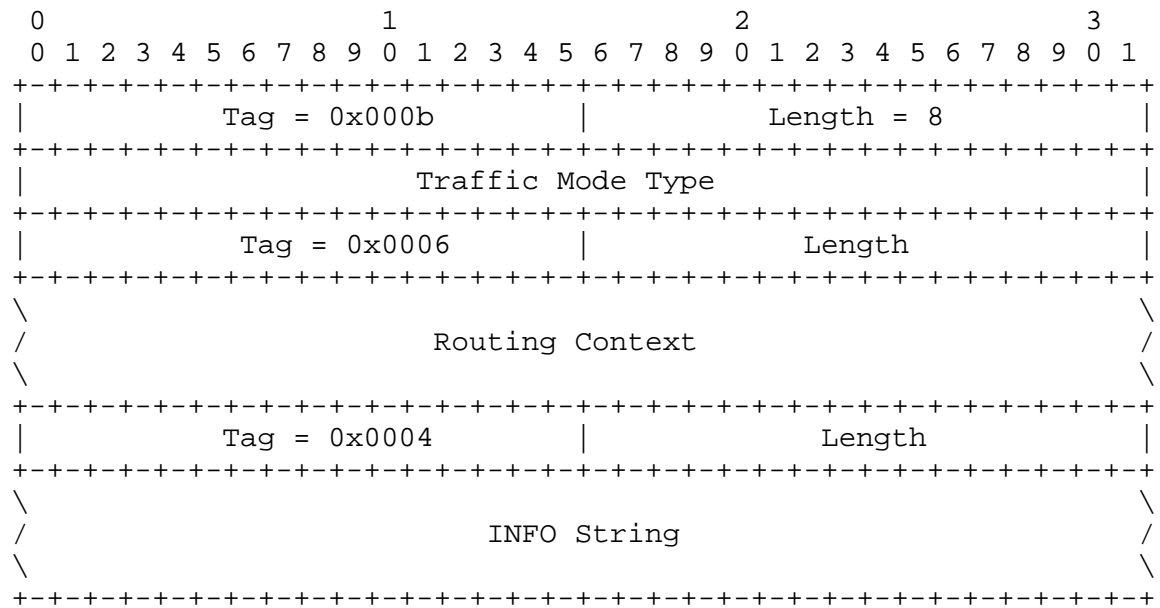 0                   1                   2                   3
 0 1 2 3 4 5 6 7 8 9 0 1 2 3 4 5 6 7 8 9 0 1 2 3 4 5 6 7 8 9 0 1
+-+-+-+-+-+-+-+-+-+-+-+-+-+-+-+-+-+-+-+-+-+-+-+-+-+-+-+-+-+-+-+-+
|           Tag = 0x000b        |          Length = 8           |
+-+-+-+-+-+-+-+-+-+-+-+-+-+-+-+-+-+-+-+-+-+-+-+-+-+-+-+-+-+-+-+-+
|                      Traffic Mode Type                        |
+-+-+-+-+-+-+-+-+-+-+-+-+-+-+-+-+-+-+-+-+-+-+-+-+-+-+-+-+-+-+-+-+
|            Tag = 0x0006       |            Length             |
+-+-+-+-+-+-+-+-+-+-+-+-+-+-+-+-+-+-+-+-+-+-+-+-+-+-+-+-+-+-+-+-+
\                                                               \
/                       Routing Context                         /
\                                                               \
+-+-+-+-+-+-+-+-+-+-+-+-+-+-+-+-+-+-+-+-+-+-+-+-+-+-+-+-+-+-+-+-+
|           Tag = 0x0004        |             Length            |
+-+-+-+-+-+-+-+-+-+-+-+-+-+-+-+-+-+-+-+-+-+-+-+-+-+-+-+-+-+-+-+-+
\                                                               \
/                          INFO String                          /
\                                                               \
+-+-+-+-+-+-+-+-+-+-+-+-+-+-+-+-+-+-+-+-+-+-+-+-+-+-+-+-+-+-+-+-+